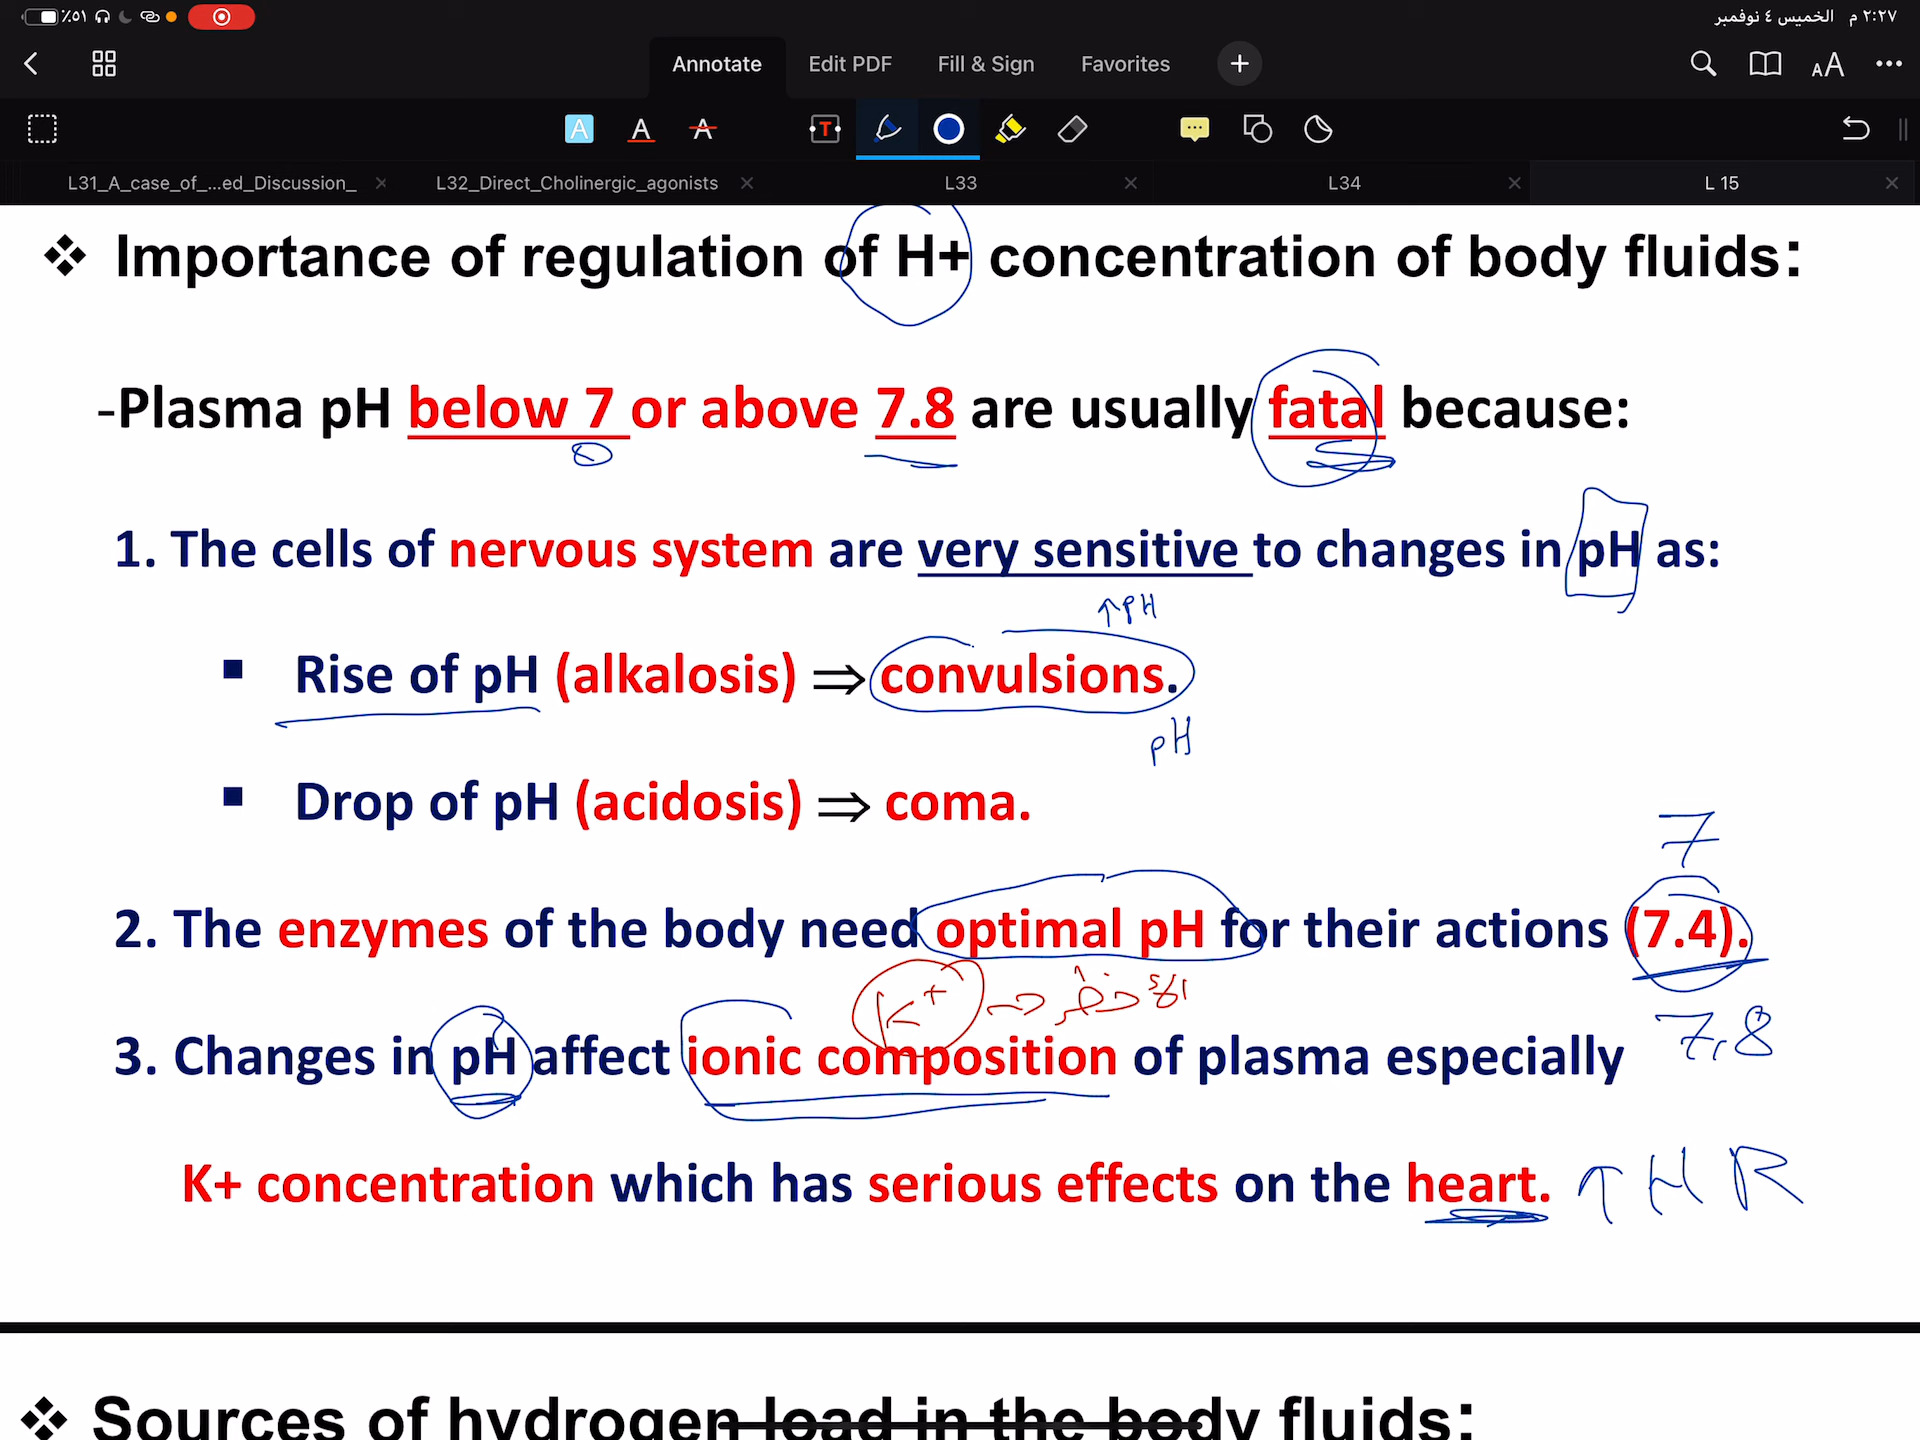 ٪٥١
٢:٢٧ م الخميس ٤ نوفمبر
Annotate Edit PDF Fill & Sign Favorites
AA
A A A T
L31_A_case_of_...ed_Discussion_ L32_Direct_Cholinergic_agonists L33 L34 L 15
❖ Importance of regulation of H+ concentration of body fluids:
-Plasma pH below 7 or above 7.8 are usually fatal because:
1. The cells of nervous system are very sensitive to changes in pH as:
↑PH
▪ Rise of pH (alkalosis) ⇒ convulsions.
pH
▪ Drop of pH (acidosis) ⇒ coma.
7
2. The enzymes of the body need optimal pH for their actions (7.4).
K+ →
7,8
3. Changes in pH affect ionic composition of plasma especially
K+ concentration which has serious effects on the heart. ↑ H R
❖ Sources of hydrogen load in the body fluids: